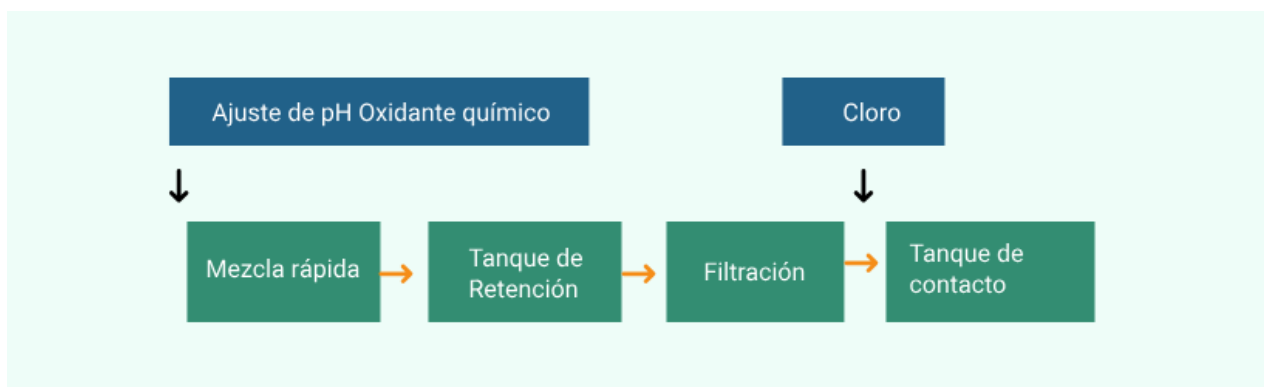 Ajuste de pH Oxidante químico
Cloro
Mezcla rápida
Tanque de
Retención
Filtración
Tanque de
contacto